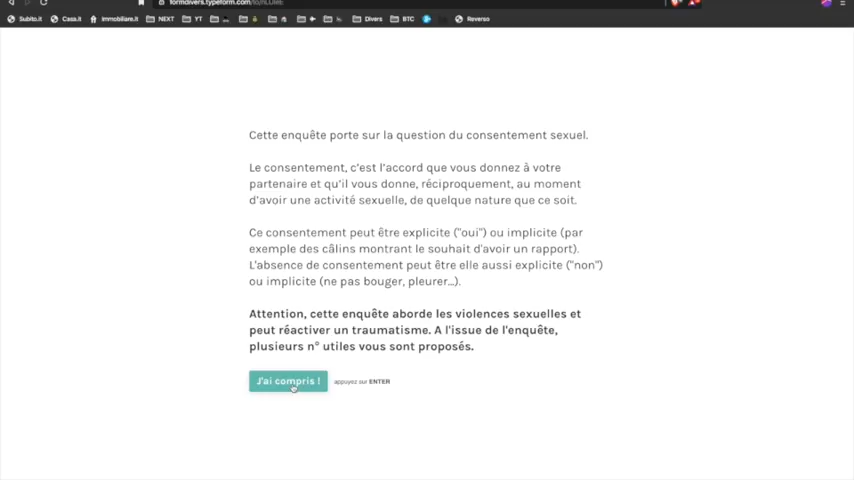 formdivers.typeform.com/to/
Subito.it Casa.it Immobiliare.it NEXT YT Divers BTC Reverso
Cette enquête porte sur la question du consentement sexuel.
Le consentement, c'est l'accord que vous donnez à votre
partenaire et qu'il vous donne, réciproquement, au moment
d'avoir une activité sexuelle, de quelque nature que ce soit.
Ce consentement peut être explicite ("oui") ou implicite (par
exemple des câlins montrant le souhait d'avoir un rapport).
L'absence de consentement peut être elle aussi explicite ("non")
ou implicite (ne pas bouger, pleurer...).
Attention, cette enquête aborde les violences sexuelles et
peut réactiver un traumatisme. A l'issue de l'enquête,
plusieurs n° utiles vous sont proposés.
J'ai compris ! appuyez sur ENTER